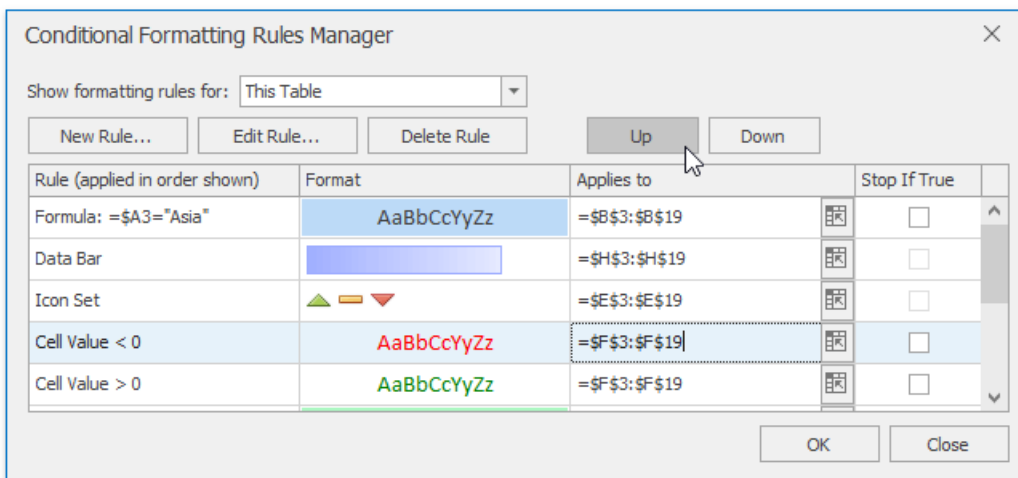 Conditional Formatting Rules Manager
Show formatting rules for: This Table
New Rule... Edit Rule... Delete Rule Up Down
Rule (applied in order shown) Format Applies to Stop If True
Formula: =$A3="Asia" AaBbCcYyZz =$B$3:$B$19
Data Bar =$H$3:$H$19
Icon Set =$E$3:$E$19
Cell Value < 0 AaBbCcYyZz =$F$3:$F$19
Cell Value > 0 AaBbCcYyZz =$F$3:$F$19
OK Close